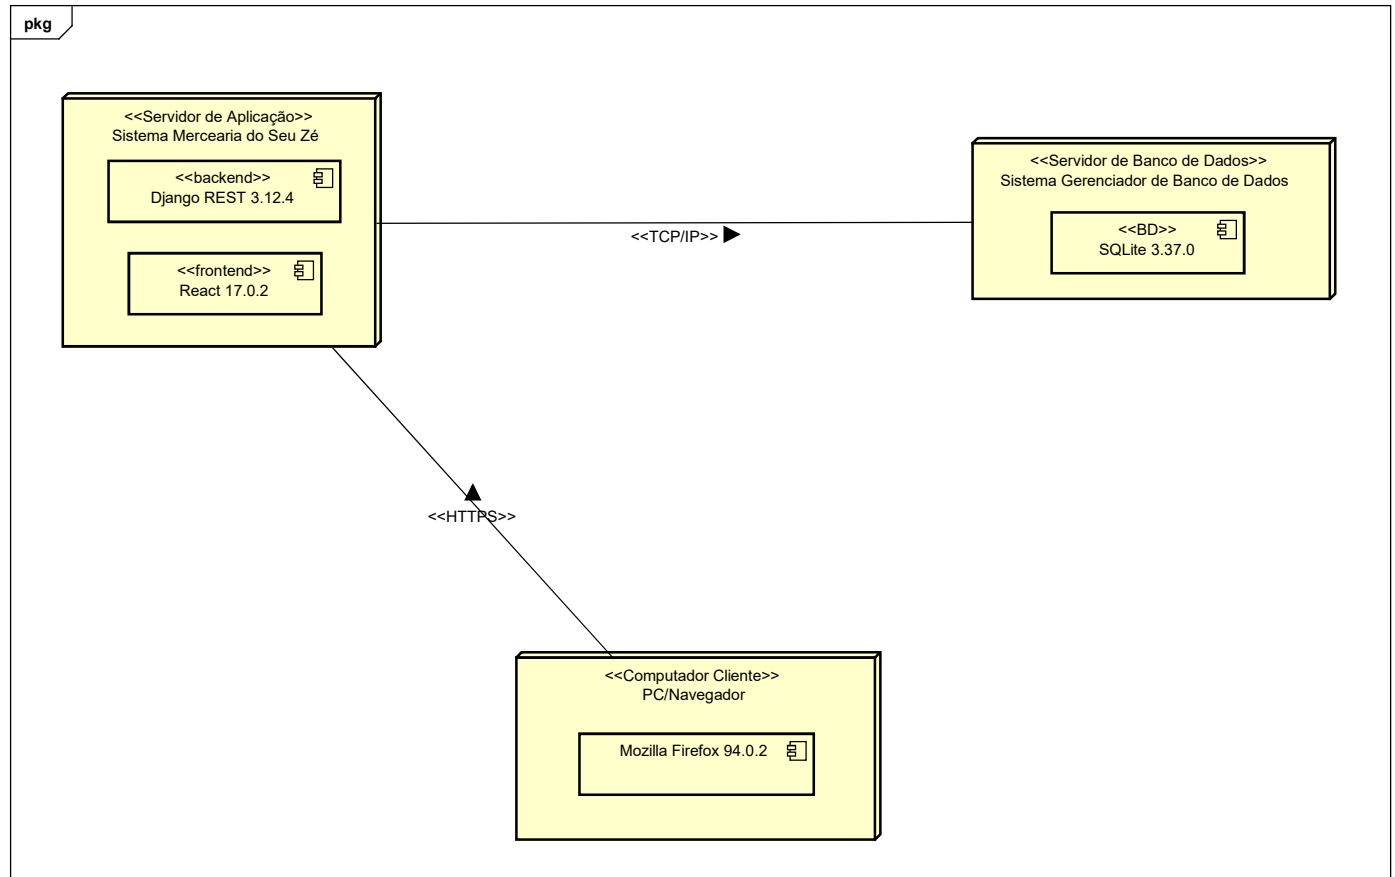 pkg
<<Servidor de Aplicação>>
Sistema Mercearia do Seu Zé
<<backend>>
Django REST 3.12.4
<<frontend>>
React 17.0.2
<<TCP/IP>>
<<Servidor de Banco de Dados>>
Sistema Gerenciador de Banco de Dados
<<BD>>
SQLite 3.37.0
<<HTTPS>>
<<Computador Cliente>>
PC/Navegador
Mozilla Firefox 94.0.2